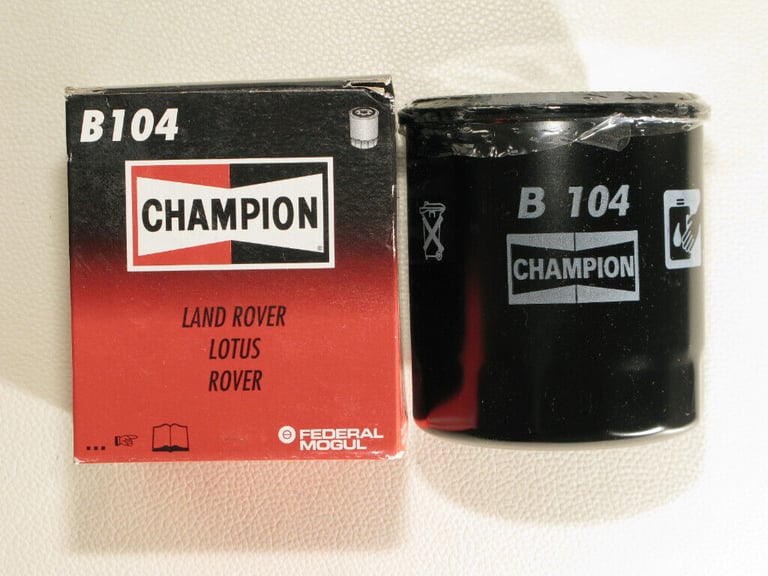 B104
CHAMPION
LAND ROVER
LOTUS
ROVER
...
FEDERAL
MOGUL
B 104
CHAMPION